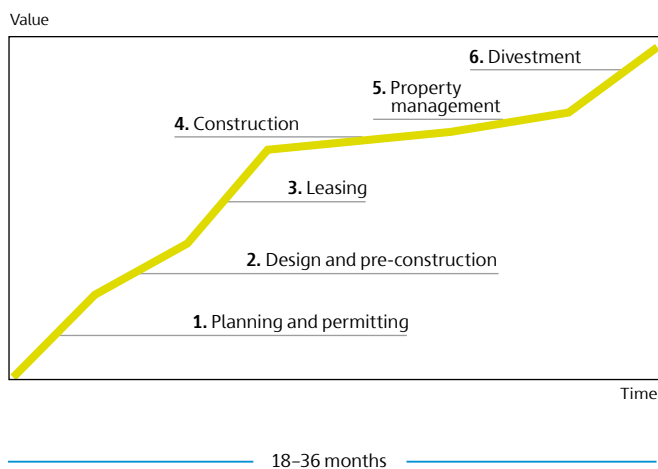 Value
6. Divestment
5. Property
management
4. Construction
3. Leasing
2. Design and pre-construction
1. Planning and permitting
Time
18–36 months